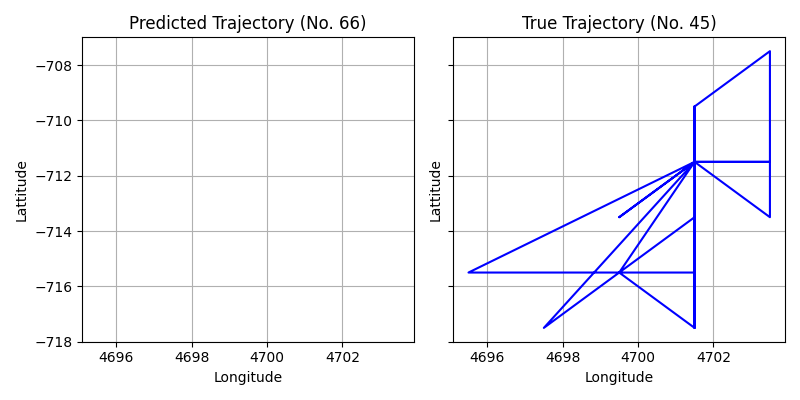 Predicted Trajectory (No. 66)
True Trajectory (No. 45)
−708
−710
−712
−714
−716
−718
Lattitude
Lattitude
4696 4698 4700 4702
4696 4698 4700 4702
Longitude
Longitude